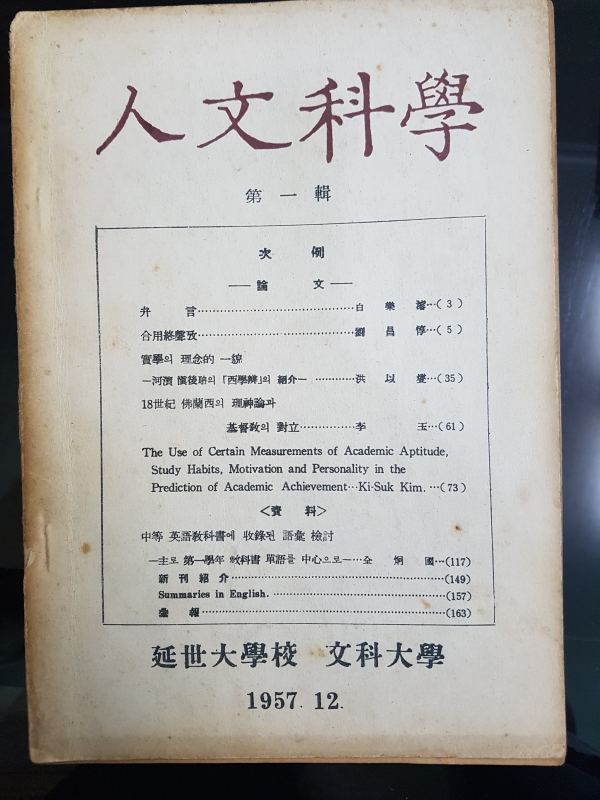 人文科學
第一輯
次例
── 論文 ──
弁言……………………………………白樂濬…( 3 )
合用終聲攷……………………………………劉昌惇…( 5 )
實學의 理念的 一貌
─河濱 愼後聃의 「西學辨」의 紹介─ …………洪以燮…(35)
18世紀 佛蘭西의 理神論과
基督敎의 對立……………李玉…(61)
The Use of Certain Measurements of Academic Aptitude,
Study Habits, Motivation and Personality in the
Prediction of Academic Achievement…Ki-Suk Kim. …(73)
<資料>
中等 英語敎科書에 收錄된 語彙 檢討
─主로 第一學年 敎科書 單語를 中心으로─…全炯國…(117)
新刊紹介……………………………………………………(149)
Summaries in English. …………………………………………(157)
彙報……………………………………………………………(163)
延世大學校 文科大學
1957. 12.